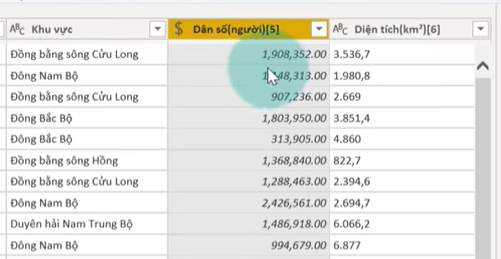 ABC Khu vực $ Dân số(người)[5] ABC Diện tích(km²)[6]
Đồng bằng sông Cửu Long 1,908,352.00 3.536,7
Đông Nam Bộ 48,313.00 1.980,8
Đồng bằng sông Cửu Long 907,236.00 2.669
Đông Bắc Bộ 1,803,950.00 3.851,4
Đông Bắc Bộ 313,905.00 4.860
Đồng bằng sông Hồng 1,368,840.00 822,7
Đồng bằng sông Cửu Long 1,288,463.00 2.394,6
Đông Nam Bộ 2,426,561.00 2.694,7
Duyên hải Nam Trung Bộ 1,486,918.00 6.066,2
Đông Nam Bộ 994,679.00 6.877